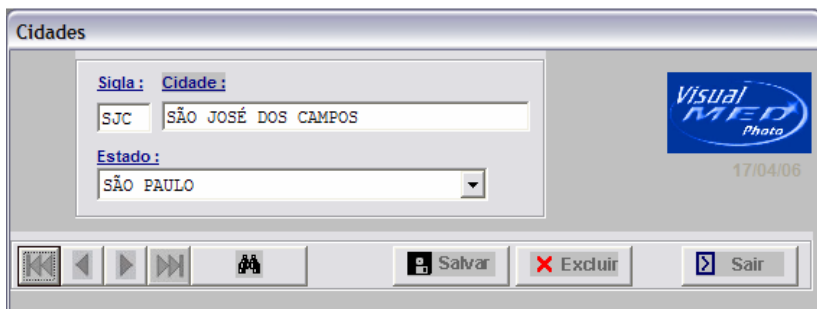 Cidades
Sigla : Cidade :
SJC SÃO JOSÉ DOS CAMPOS
Estado :
SÃO PAULO
Visual
MED
Photo
17/04/06
Salvar Excluir Sair